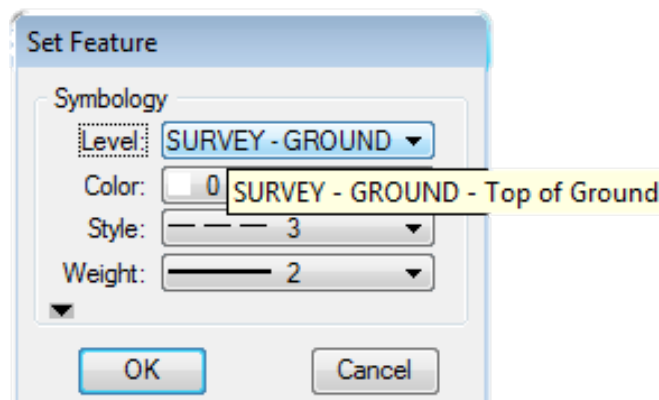 Set Feature
Symbology
Level: SURVEY - GROUND
Color: 0
SURVEY - GROUND - Top of Ground
Style: 3
Weight: 2
OK Cancel